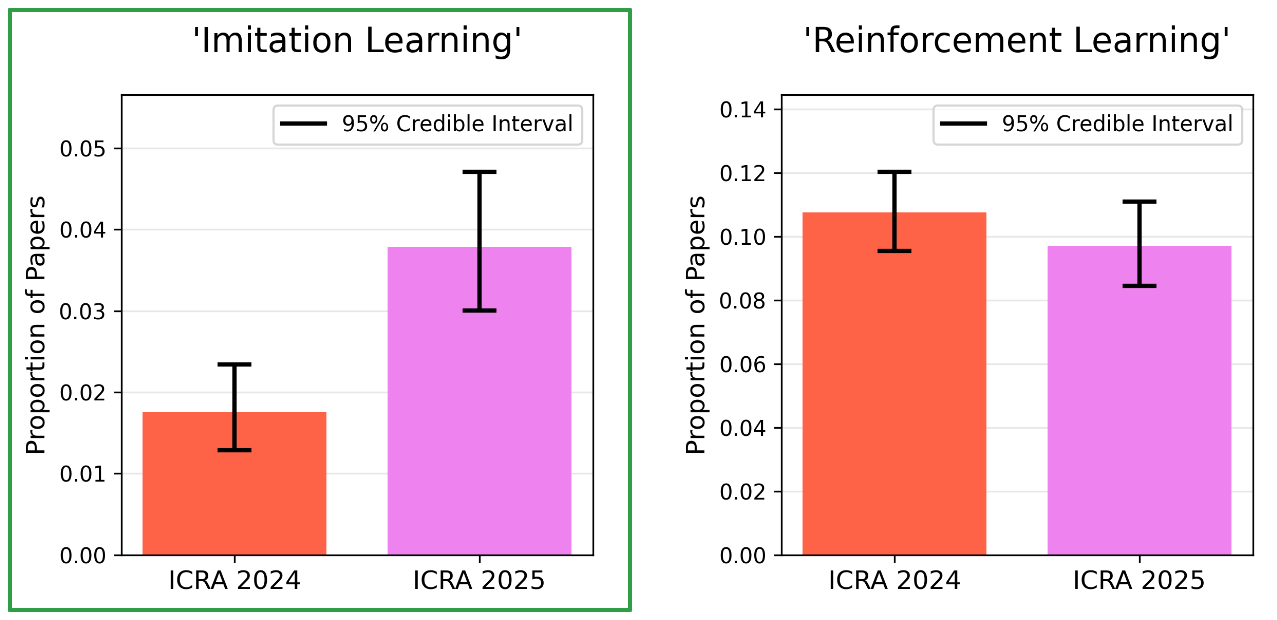 'Imitation Learning'
95% Credible Interval
Proportion of Papers
0.05
0.04
0.03
0.02
0.01
0.00
ICRA 2024
ICRA 2025
'Reinforcement Learning'
95% Credible Interval
Proportion of Papers
0.14
0.12
0.10
0.08
0.06
0.04
0.02
0.00
ICRA 2024
ICRA 2025